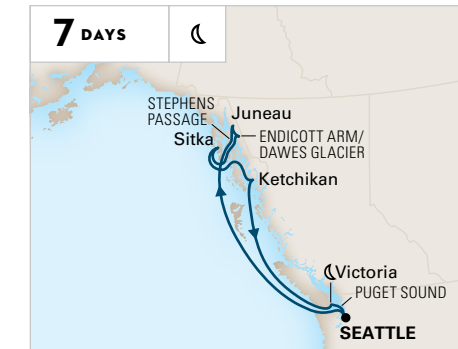 7 DAYS
STEPHENS
PASSAGE
Juneau
Sitka
ENDICOTT ARM/
DAWES GLACIER
Ketchikan
Victoria
PUGET SOUND
SEATTLE